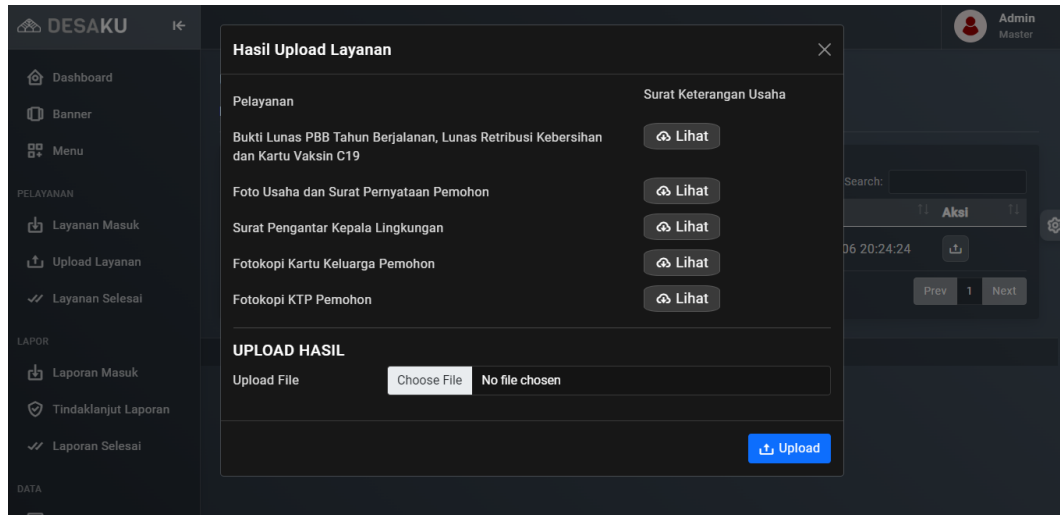 DESAKU
Admin
Master
Dashboard
Banner
Menu
PELAYANAN
Layanan Masuk
Upload Layanan
Layanan Selesai
LAPOR
Laporan Masuk
Tindaklanjut Laporan
Laporan Selesai
DATA
Hasil Upload Layanan
Pelayanan Surat Keterangan Usaha
Bukti Lunas PBB Tahun Berjalanan, Lunas Retribusi Kebersihan
dan Kartu Vaksin C19
Lihat
Foto Usaha dan Surat Pernyataan Pemohon Lihat
Surat Pengantar Kepala Lingkungan Lihat
Fotokopi Kartu Keluarga Pemohon Lihat
Fotokopi KTP Pemohon Lihat
UPLOAD HASIL
Upload File Choose File No file chosen
Upload
Search:
Aksi
06 20:24:24
Prev 1 Next